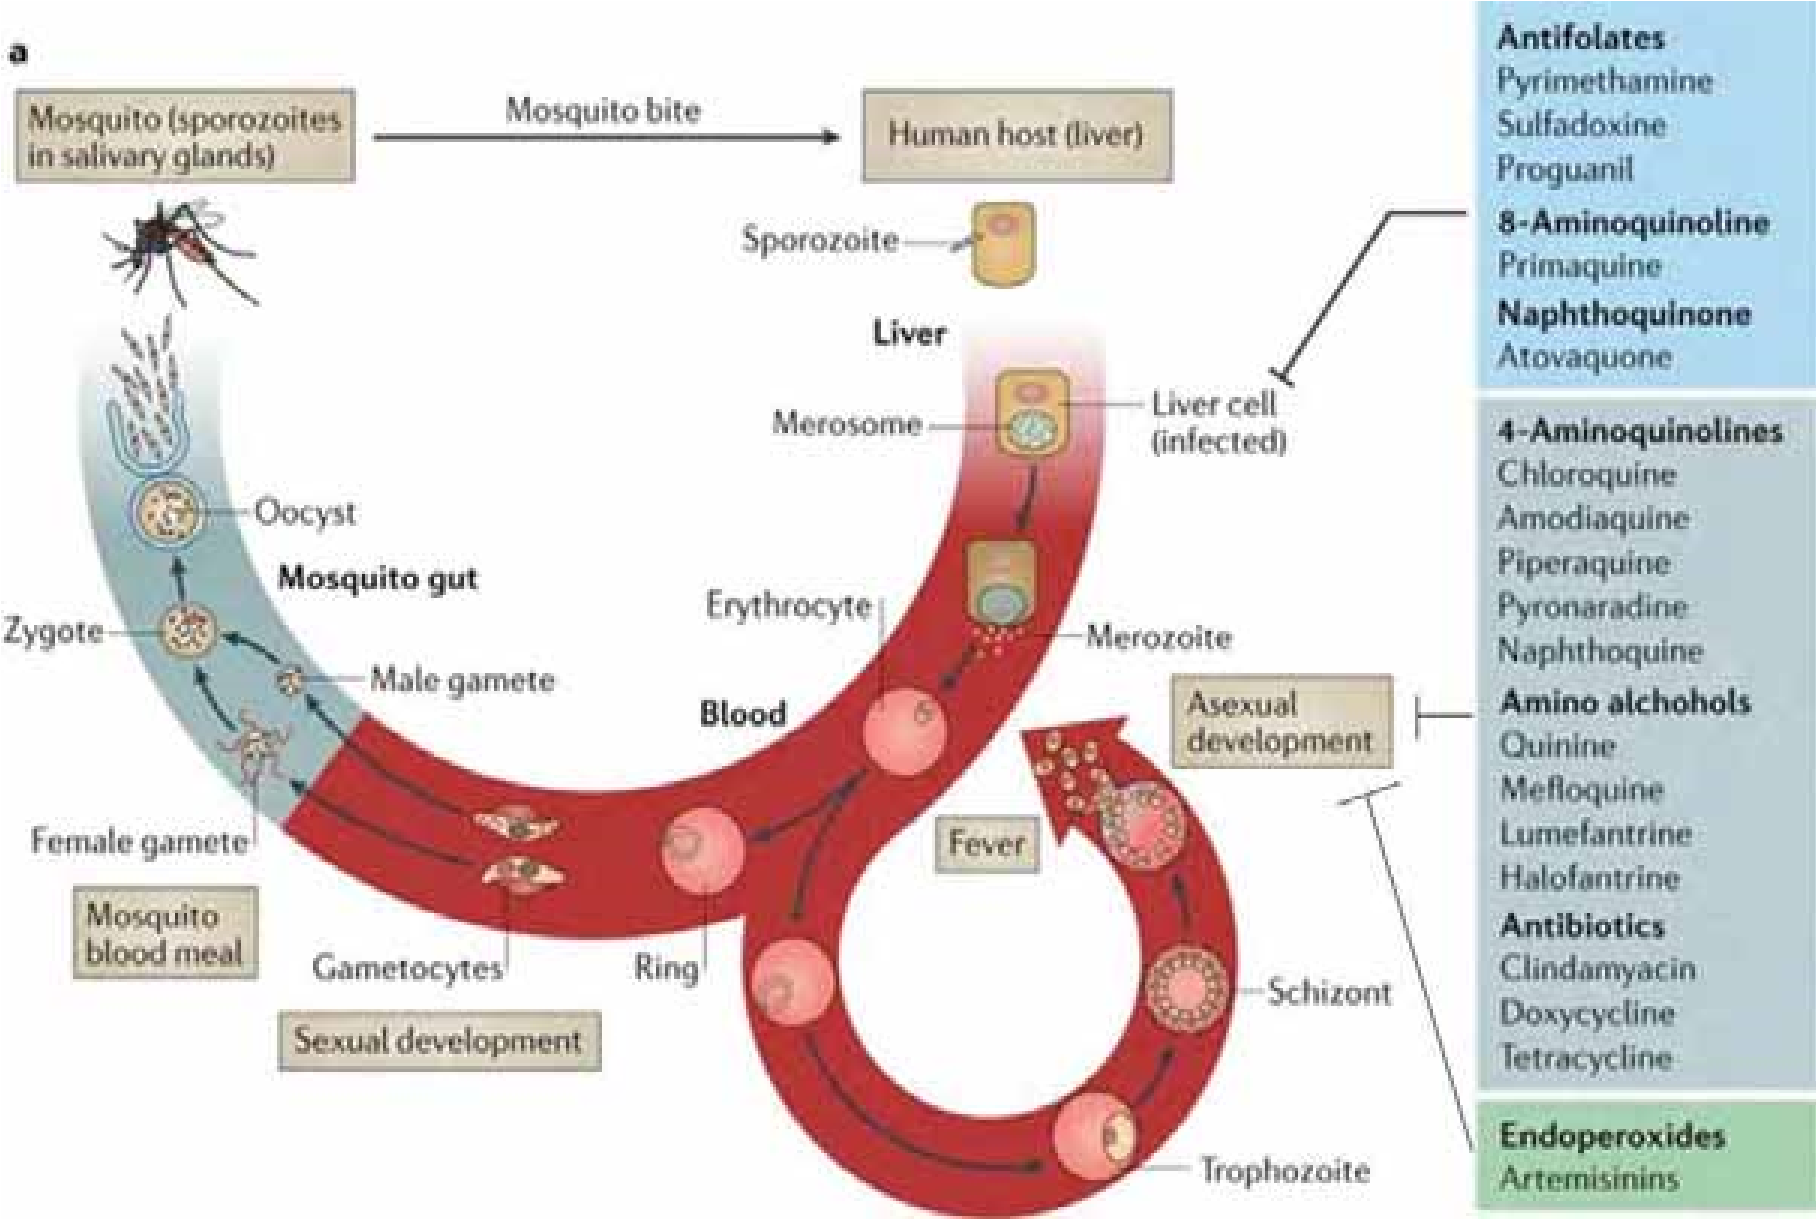 a
Mosquito (sporozoites
in salivary glands)
Mosquito bite
Human host (liver)
Sporozoite
Liver
Merosome
Liver cell
(infected)
Oocyst
Mosquito gut
Zygote
Male gamete
Erythrocyte
Merozoite
Blood
Asexual
development
Female gamete
Fever
Mosquito
blood meal
Gametocytes
Ring
Schizont
Sexual development
Trophozoite
Antifolates
Pyrimethamine
Sulfadoxine
Proguanil
8-Aminoquinoline
Primaquine
Naphthoquinone
Atovaquone
4-Aminoquinolines
Chloroquine
Amodiaquine
Piperaquine
Pyronaradine
Naphthoquine
Amino alchohols
Quinine
Mefloquine
Lumefantrine
Halofantrine
Antibiotics
Clindamyacin
Doxycycline
Tetracycline
Endoperoxides
Artemisinins